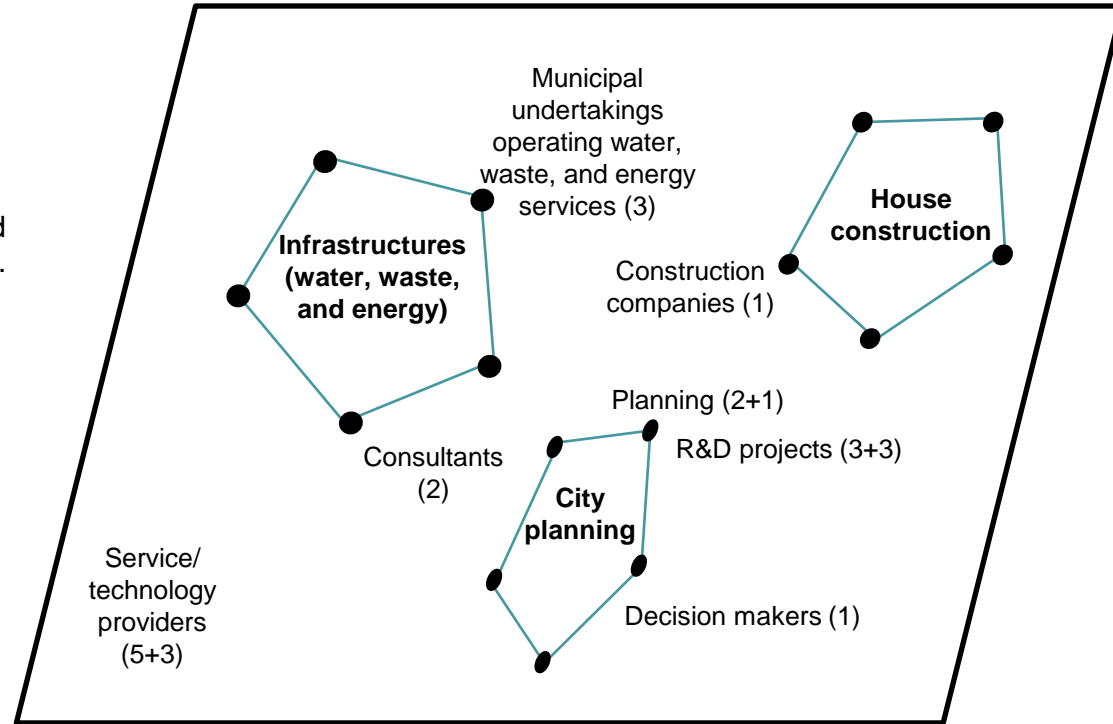 Municipal
undertakings
operating water,
waste, and energy
services (3)
House
construction
d
.
Infrastructures
(water, waste,
and energy)
Construction
companies (1)
Planning (2+1)
R&D projects (3+3)
Consultants
(2)
City
planning
Service/
technology
providers
(5+3)
Decision makers (1)